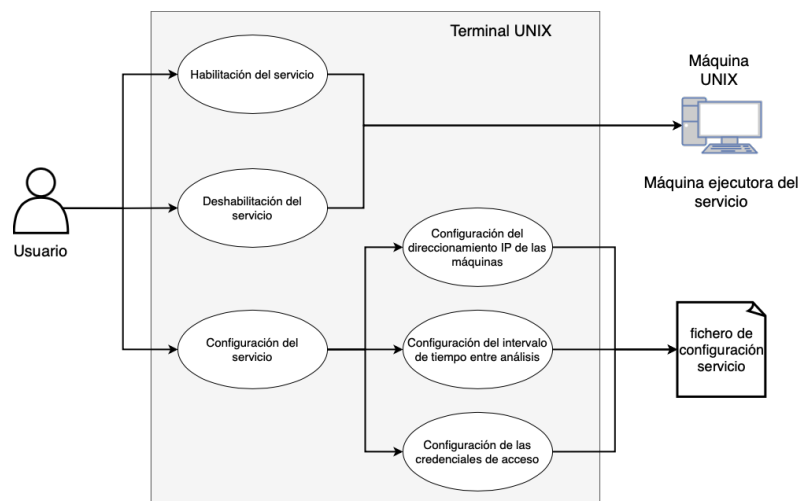 Terminal UNIX
Habilitación del servicio
Máquina
UNIX
Máquina ejecutora del
servicio
Deshabilitación del
servicio
Usuario
Configuración del
direccionamiento IP de las
máquinas
Configuración del
servicio
Configuración del intervalo
de tiempo entre análisis
fichero de
configuración
servicio
Configuración de las
credenciales de acceso